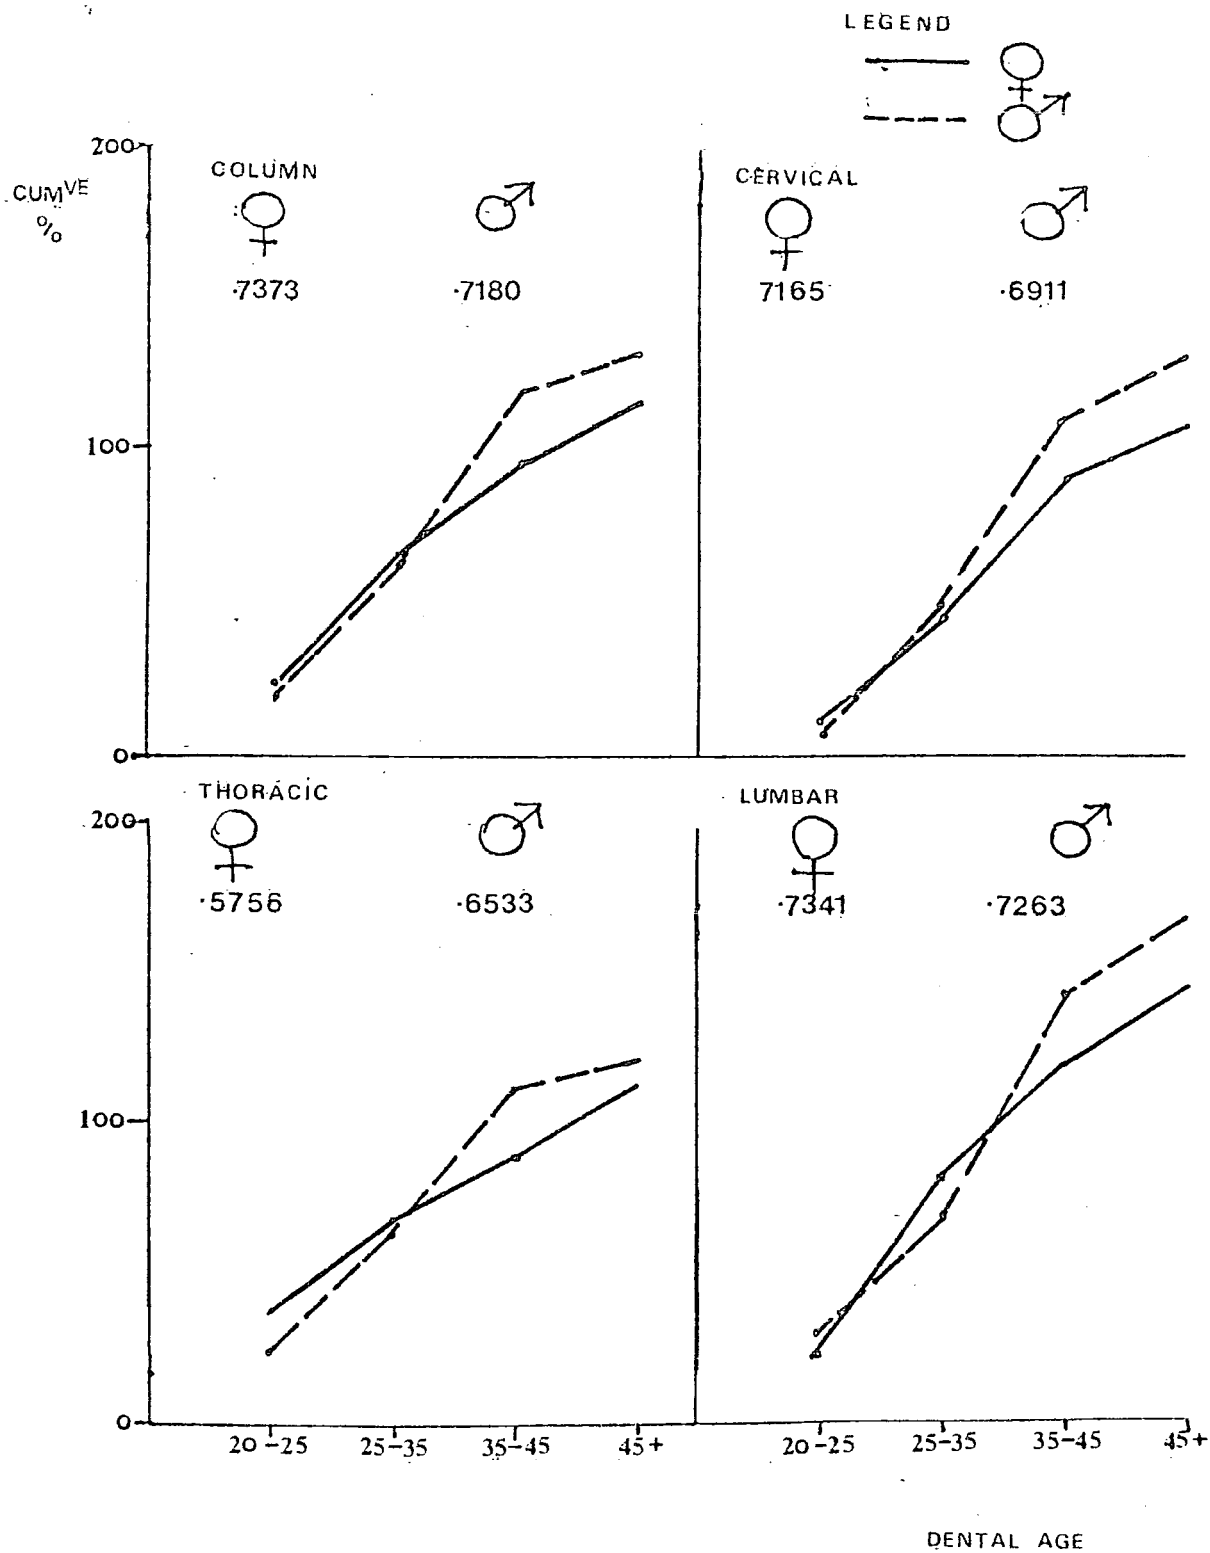 LEGEND
♀
♂
200
CUMVE
%
COLUMN
♀ ♂
·7373 ·7180
CERVICAL
♀ ♂
7165 ·6911
100
0
THORACIC
♀ ♂
·5756 ·6533
LUMBAR
♀ ♂
·7341 ·7263
200
100
0
20-25 25-35 35-45 45+
20-25 25-35 35-45 45+
DENTAL AGE